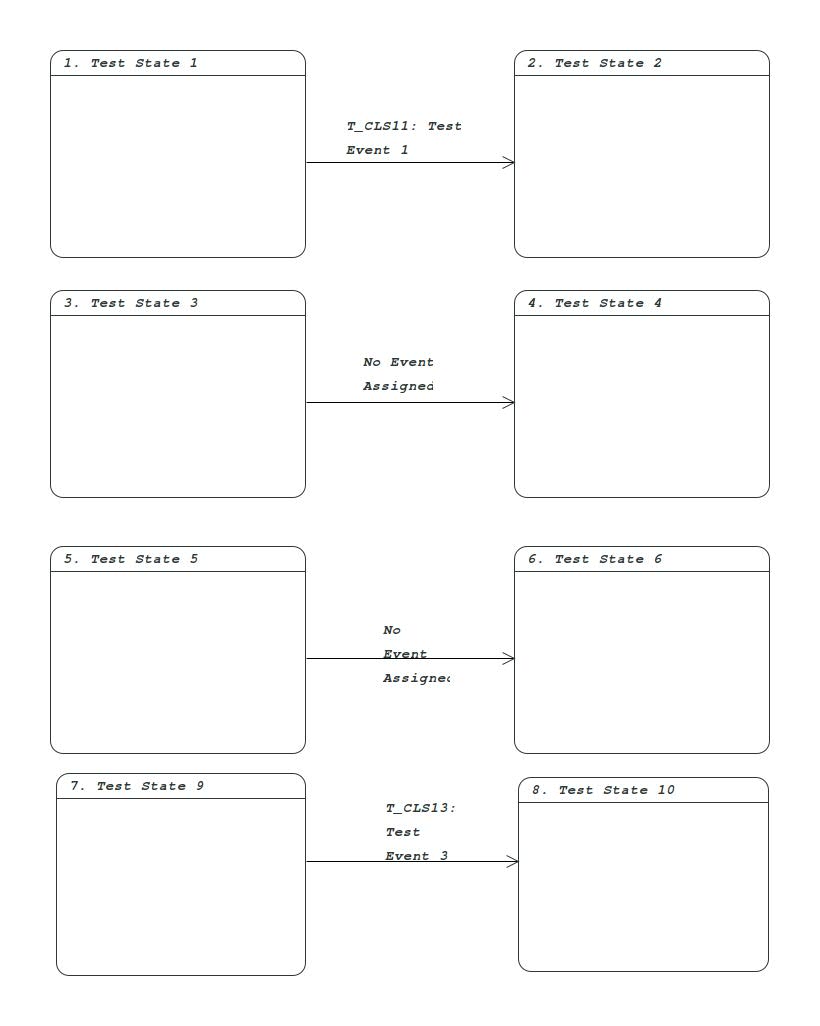 1. Test State 1
2. Test State 2
T_CLS11: Test
Event 1
3. Test State 3
4. Test State 4
No Event
Assigned
5. Test State 5
6. Test State 6
No
Event
Assigned
7. Test State 9
8. Test State 10
T_CLS13:
Test
Event 3